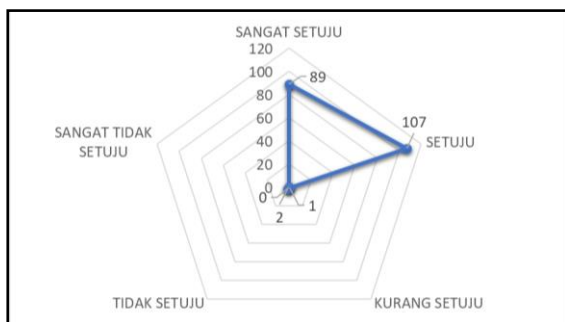 SANGAT SETUJU
120
100
89
80
107
60
SANGAT TIDAK
SETUJU
40
SETUJU
20
0
0
2
1
TIDAK SETUJU
KURANG SETUJU